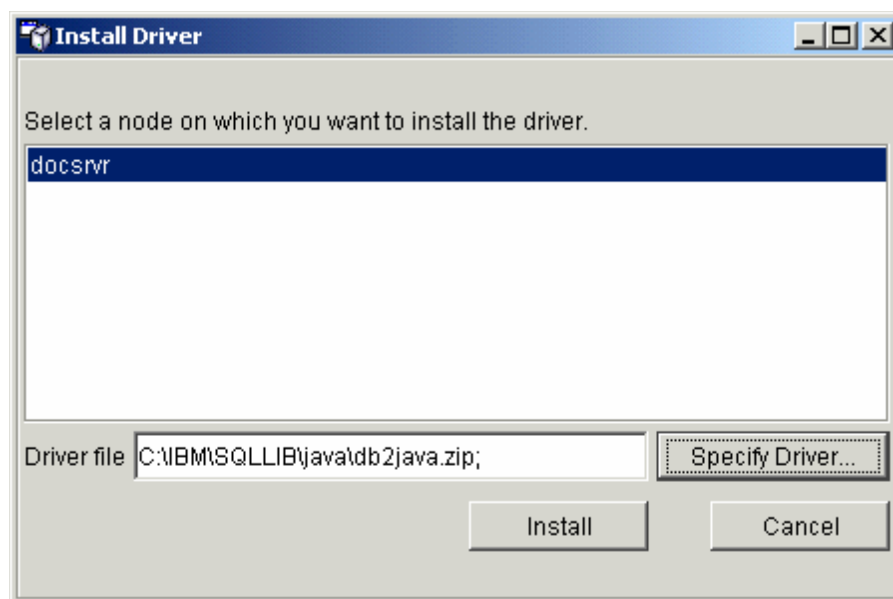 Install Driver
Select a node on which you want to install the driver.
docsrvr
Driver file C:\IBM\SQLLIB\java\db2java.zip; Specify Driver...
Install Cancel